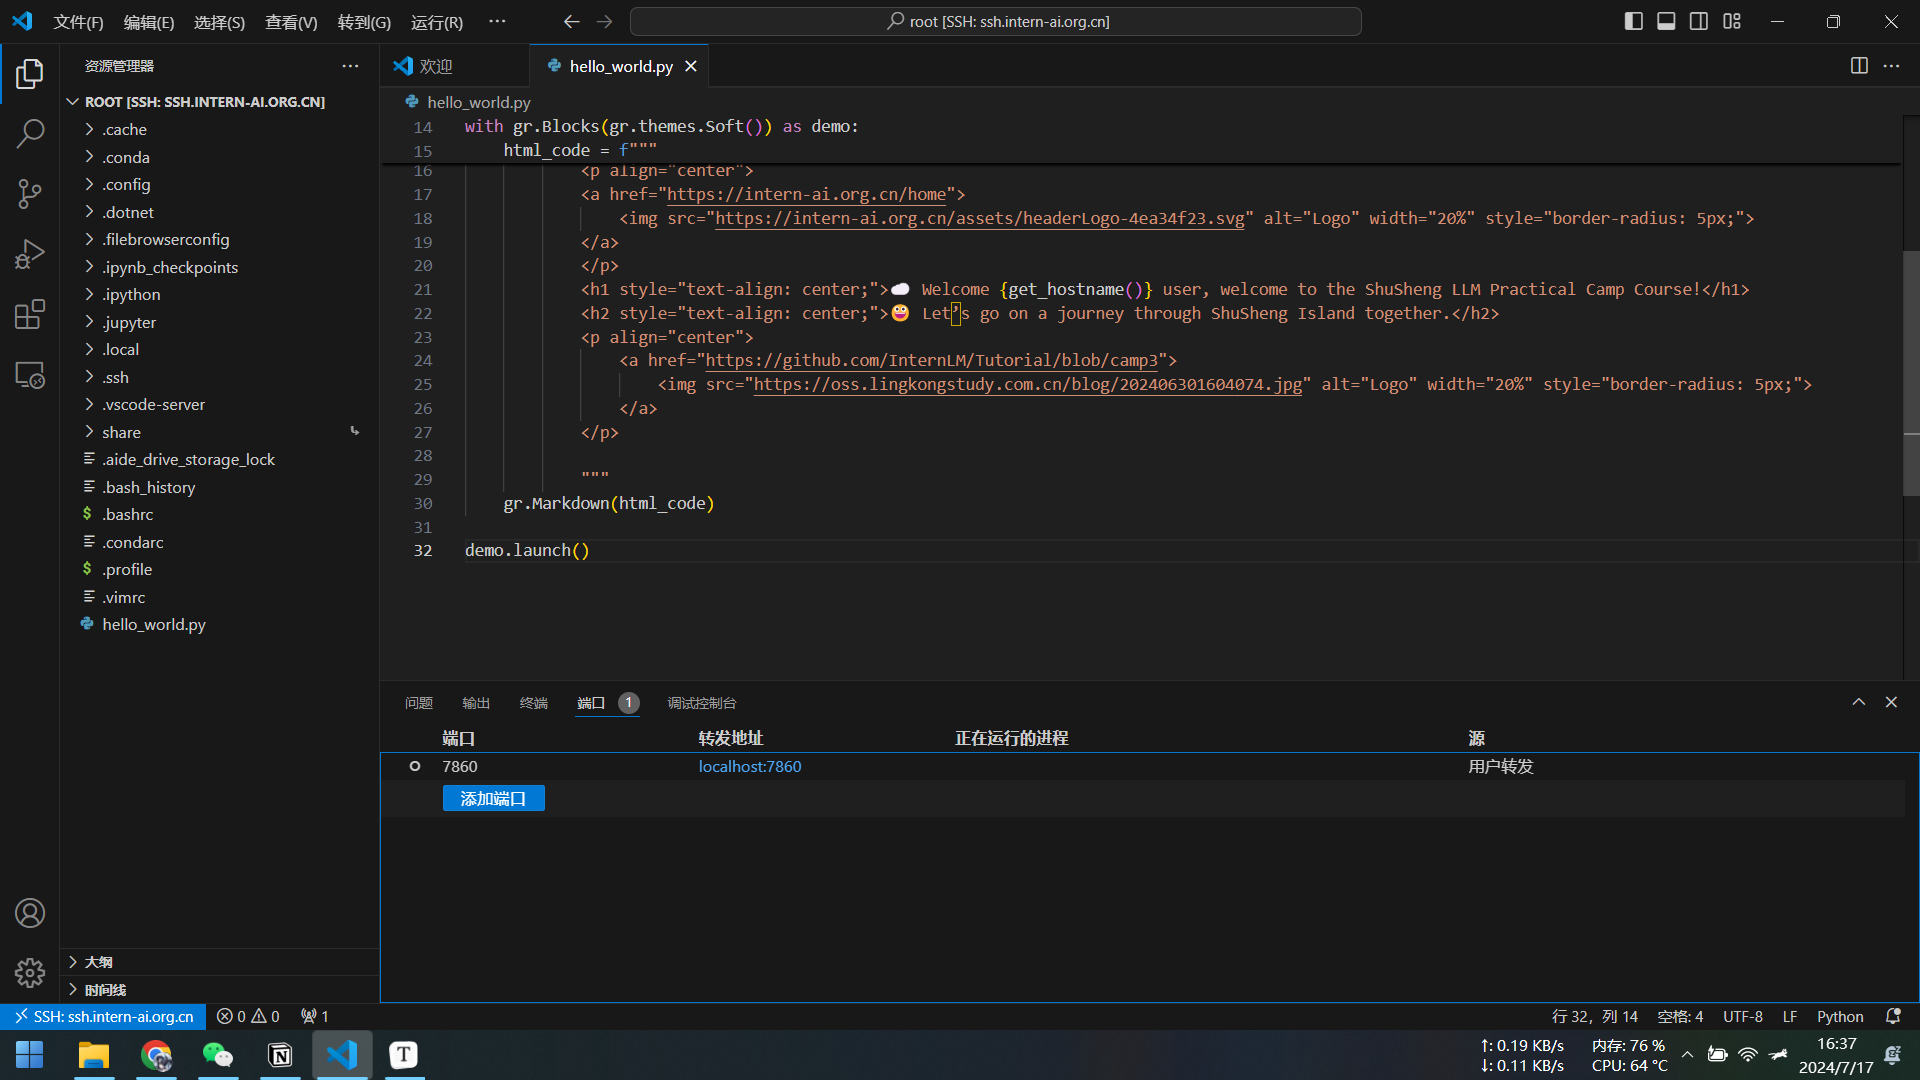 文件(F) 编辑(E) 选择(S) 查看(V) 转到(G) 运行(R) ··· root [SSH: ssh.intern-ai.org.cn]
资源管理器
ROOT [SSH: SSH.INTERN-AI.ORG.CN]
.cache
.conda
.config
.dotnet
.filebrowserconfig
.ipynb_checkpoints
.ipython
.jupyter
.local
.ssh
.vscode-server
share
.aide_drive_storage_lock
.bash_history
$ .bashrc
.condarc
$ .profile
.vimrc
hello_world.py
大纲
时间线
欢迎 hello_world.py
hello_world.py
14 with gr.Blocks(gr.themes.Soft()) as demo:
15 html_code = f"""
16 <p align="center">
17 <a href="https://intern-ai.org.cn/home">
18 <img src="https://intern-ai.org.cn/assets/headerLogo-4ea34f23.svg" alt="Logo" width="20%" style="border-radius: 5px;">
19 </a>
20 </p>
21 <h1 style="text-align: center;">☁️ Welcome {get_hostname()} user, welcome to the ShuSheng LLM Practical Camp Course!</h1>
22 <h2 style="text-align: center;">😀 Let’s go on a journey through ShuSheng Island together.</h2>
23 <p align="center">
24 <a href="https://github.com/InternLM/Tutorial/blob/camp3">
25 <img src="https://oss.lingkongstudy.com.cn/blog/202406301604074.jpg" alt="Logo" width="20%" style="border-radius: 5px;">
26 </a>
27 </p>
28
29 """
30 gr.Markdown(html_code)
31
32 demo.launch()
问题 输出 终端 端口 1 调试控制台
端口 转发地址 正在运行的进程 源
7860 localhost:7860 用户转发
添加端口
SSH: ssh.intern-ai.org.cn 0 0 1 行 32，列 14 空格: 4 UTF-8 LF Python
↑: 0.19 KB/s 内存: 76 % 16:37
↓: 0.11 KB/s CPU: 64 °C 2024/7/17